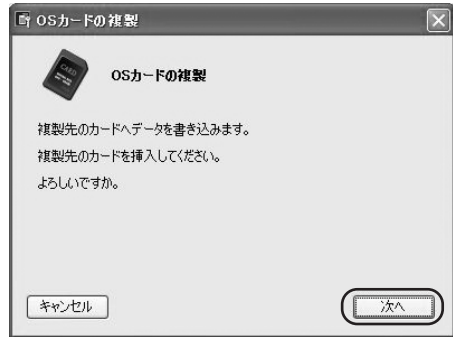 OSカードの複製
OSカードの複製
複製先のカードへデータを書き込みます。
複製先のカードを挿入してください。
よろしいですか。
キャンセル
次へ